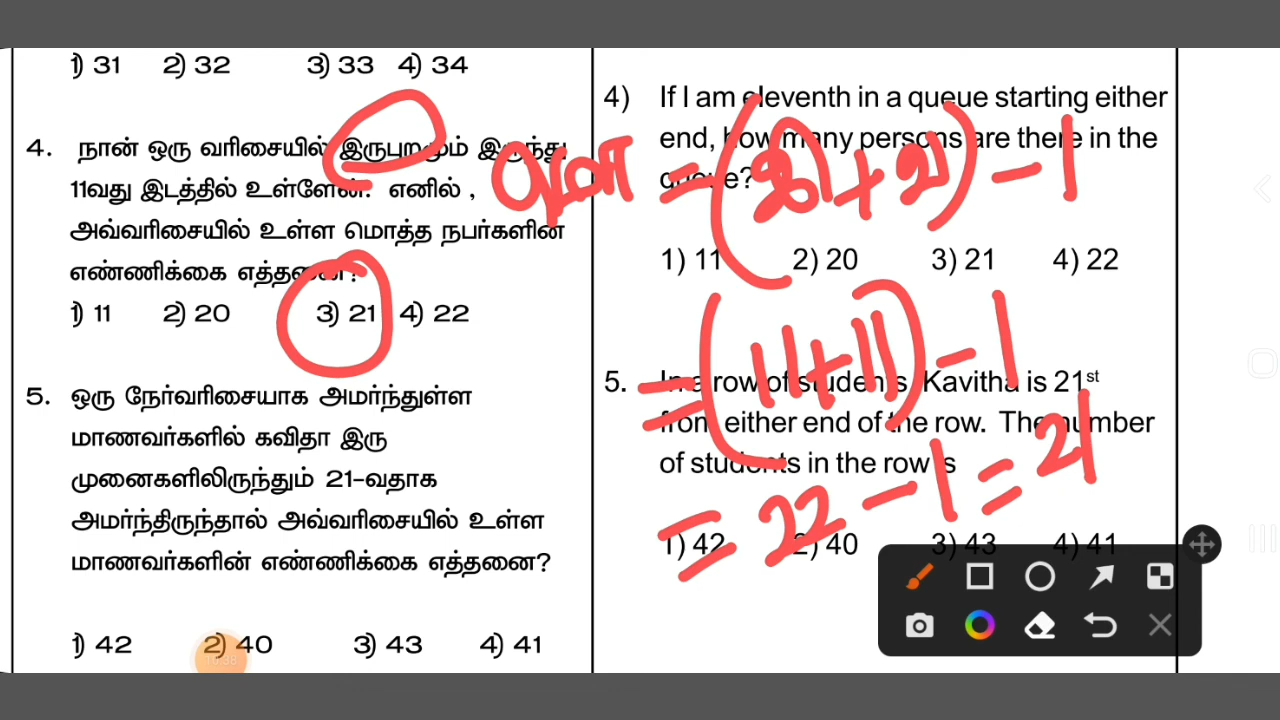 1) 31 2) 32 3) 33 4) 34
4. நான் ஒரு வரிசையில் இருபுறமும் இருந்து
11வது இடத்தில் உள்ளேன். எனில் ,
அவ்வரிசையில் உள்ள மொத்த நபர்களின்
எண்ணிக்கை எத்தனை?
1) 11 2) 20 3) 21 4) 22
5. ஒரு நேர்வரிசையாக அமர்ந்துள்ள
மாணவர்களில் கவிதா இரு
முனைகளிலிருந்தும் 21-வதாக
அமர்ந்திருந்தால் அவ்வரிசையில் உள்ள
மாணவர்களின் எண்ணிக்கை எத்தனை?
1) 42 2) 40 3) 43 4) 41
4) If I am eleventh in a queue starting either
end, how many persons are there in the
queue?
1) 11 2) 20 3) 21 4) 22
5. In a row of students, Kavitha is 21st
from either end of the row. The number
of students in the row is
1) 42 2) 40 3) 43 4) 41
= (11+11) - 1
= 22 - 1 = 21